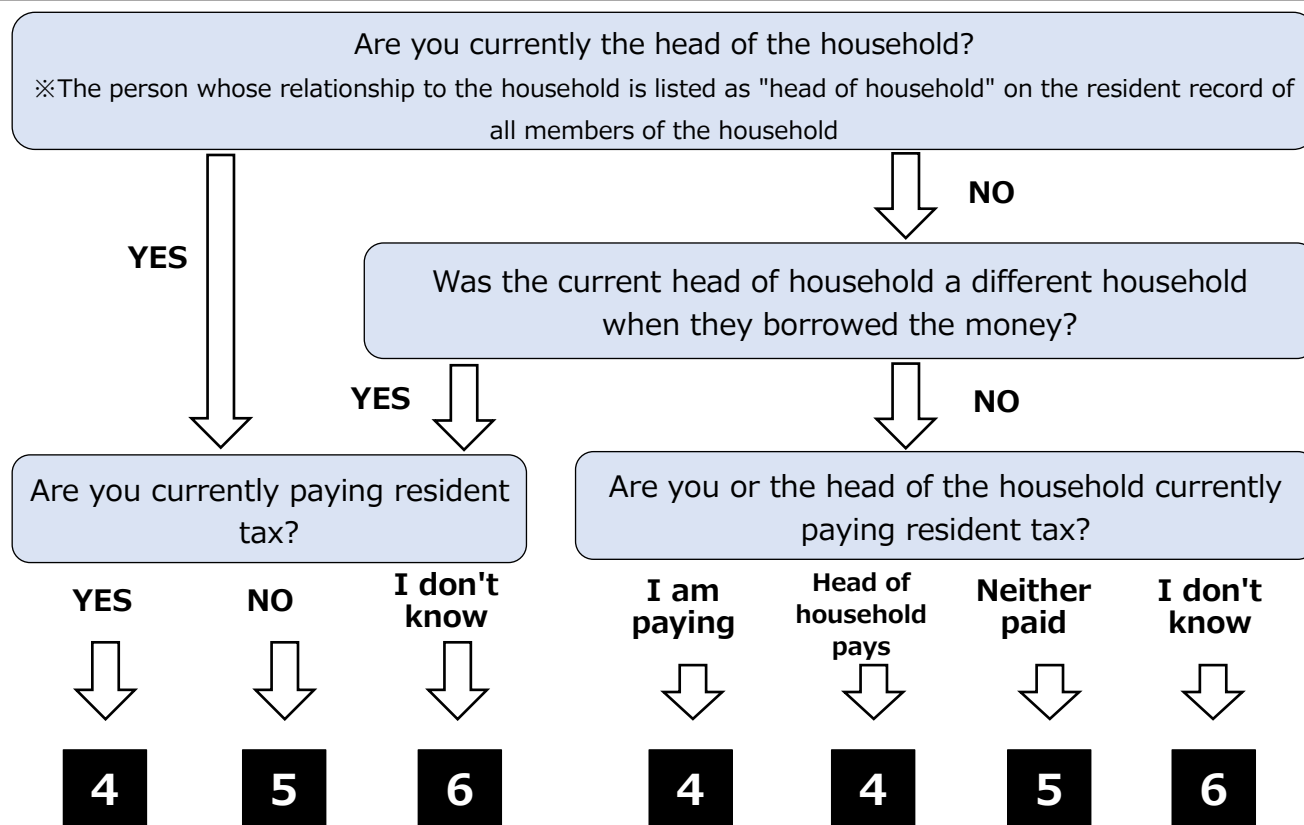 Are you currently the head of the household?
※The person whose relationship to the household is listed as "head of household" on the resident record of
all members of the household
YES
NO
Was the current head of household a different household
when they borrowed the money?
YES
NO
Are you currently paying resident
tax?
Are you or the head of the household currently
paying resident tax?
YES
NO
I don't
know
I am
paying
Head of
household
pays
Neither
paid
I don't
know
4
5
6
4
4
5
6